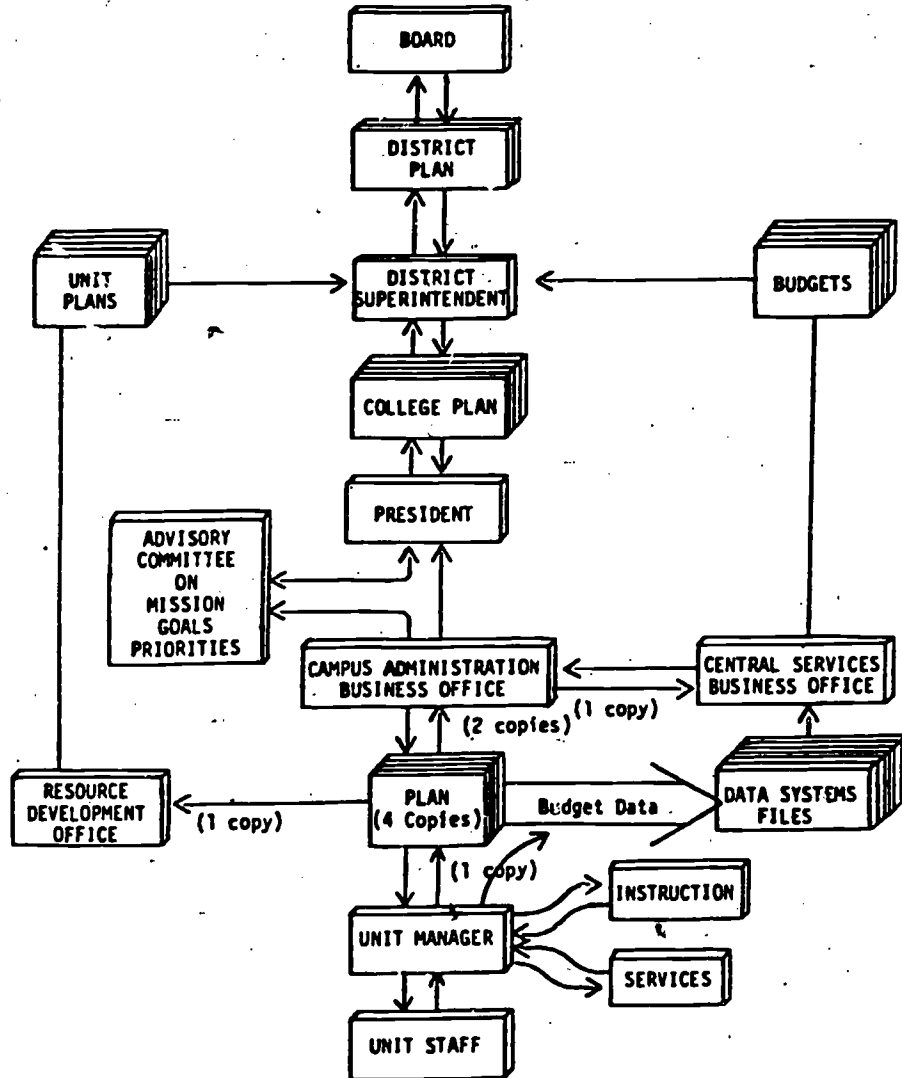 BOARD
DISTRICT
PLAN
UNIT
PLANS
DISTRICT
SUPERINTENDENT
BUDGETS
COLLEGE PLAN
PRESIDENT
ADVISORY
COMMITTEE
ON
MISSION
GOALS
PRIORITIES
CAMPUS ADMINISTRATION
BUSINESS OFFICE
CENTRAL SERVICES
BUSINESS OFFICE
(1 copy)
(2 copies)
RESOURCE
DEVELOPMENT
OFFICE
(1 copy)
PLAN
(4 Copies)
Budget Data
DATA SYSTEMS
FILES
(1 copy)
INSTRUCTION
UNIT MANAGER
SERVICES
UNIT STAFF